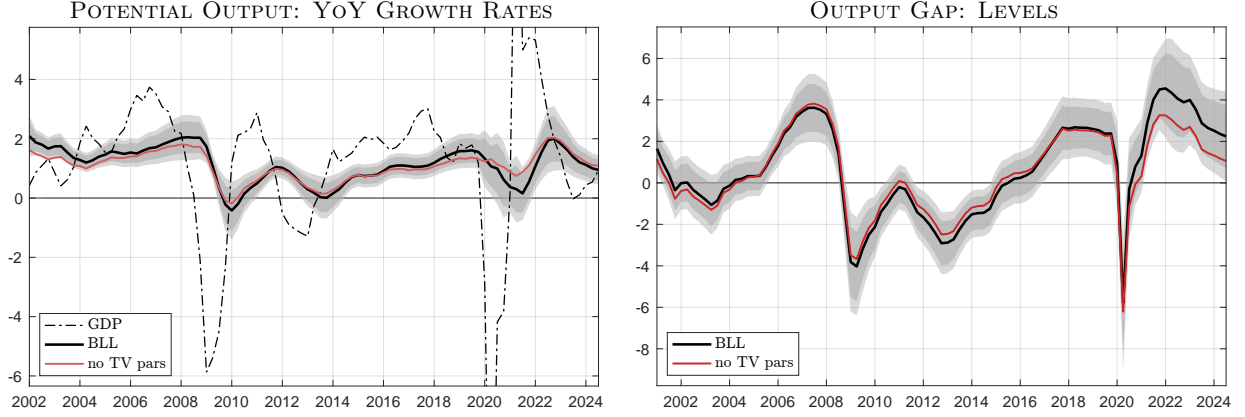 Potential Output: YoY Growth Rates
4
2
0
-2
-4
-6
GDP
BLL
no TV pars
2002 2004 2006 2008 2010 2012 2014 2016 2018 2020 2022 2024
Output Gap: Levels
6
4
2
0
-2
-4
-6
-8
BLL
no TV pars
2002 2004 2006 2008 2010 2012 2014 2016 2018 2020 2022 2024